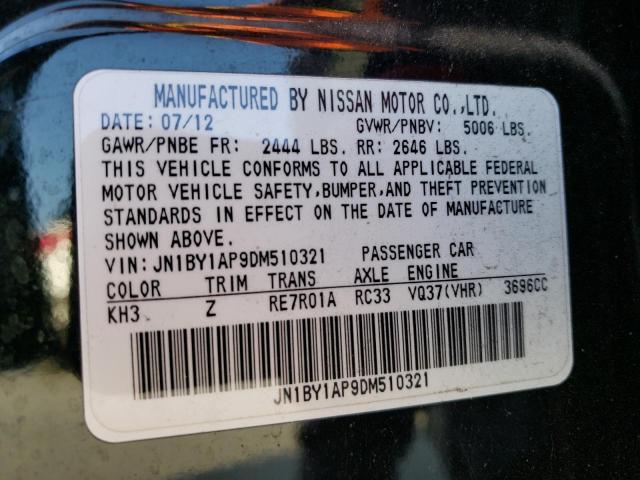 MANUFACTURED BY NISSAN MOTOR CO.,LTD.
DATE: 07/12 GVWR/PNBV: 5006 LBS.
GAWR/PNBE FR: 2444 LBS. RR: 2646 LBS.
THIS VEHICLE CONFORMS TO ALL APPLICABLE FEDERAL
MOTOR VEHICLE SAFETY,BUMPER,AND THEFT PREVENTION
STANDARDS IN EFFECT ON THE DATE OF MANUFACTURE
SHOWN ABOVE.
VIN: JN1BY1AP9DM510321 PASSENGER CAR
COLOR TRIM TRANS AXLE ENGINE
KH3 Z RE7R01A RC33 VQ37(VHR) 3696CC
JN1BY1AP9DM510321